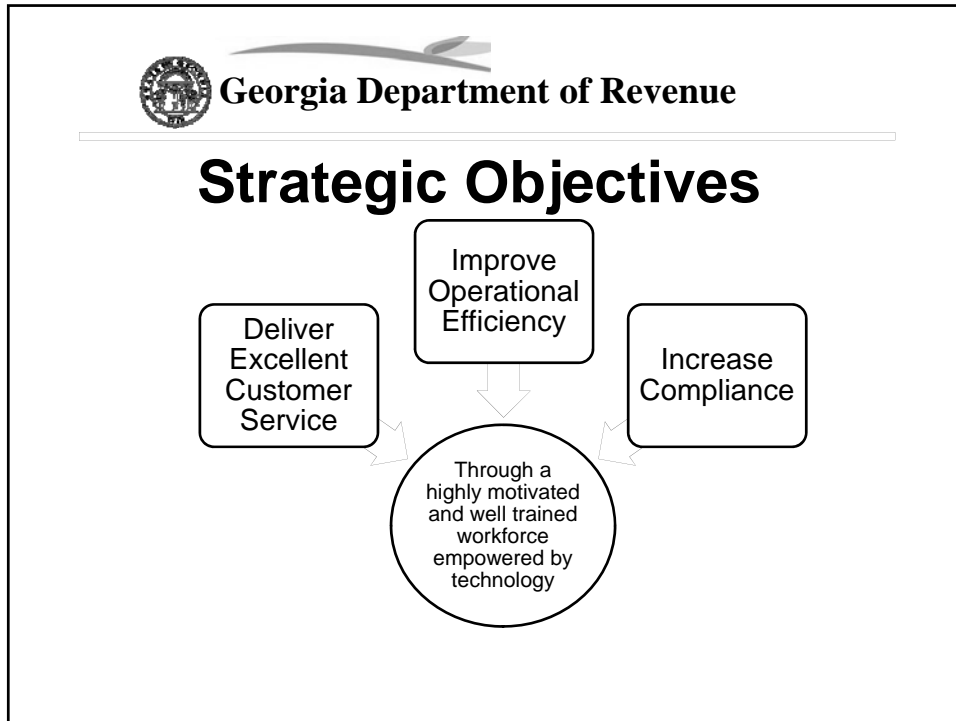 Georgia Department of Revenue
Strategic Objectives
Improve
Operational
Efficiency
Deliver
Excellent
Customer
Service
Increase
Compliance
Through a
highly motivated
and well trained
workforce
empowered by
technology